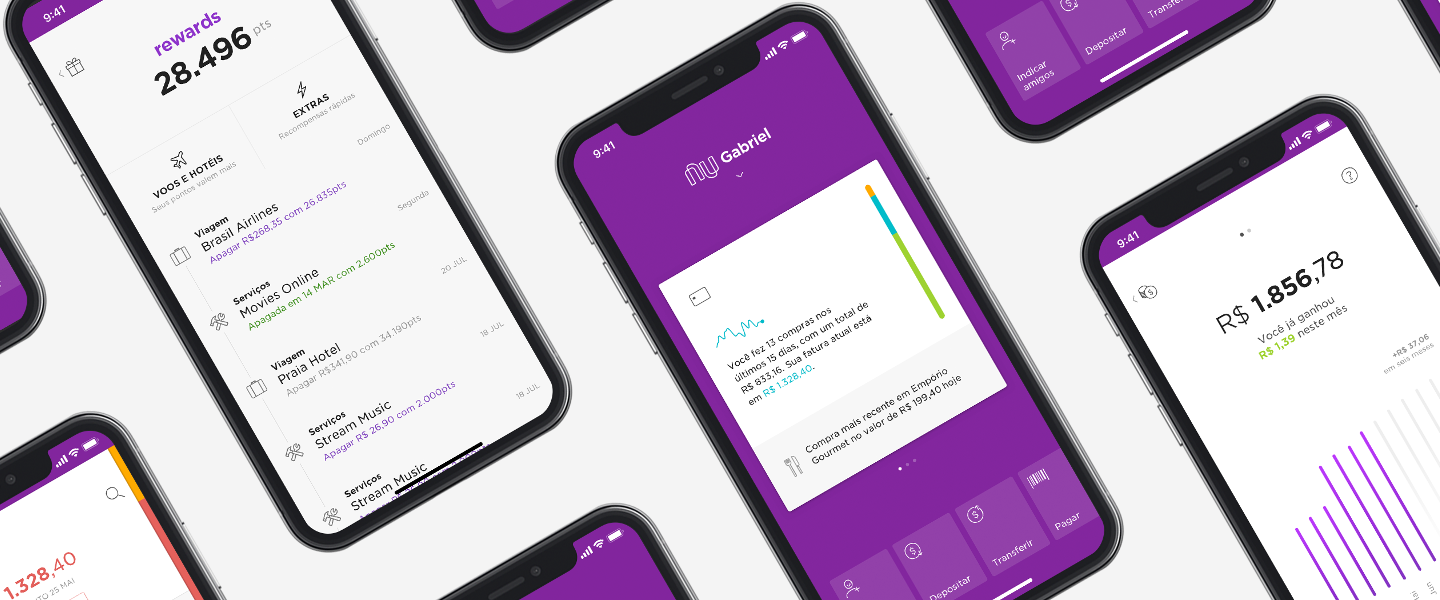 9:41
rewards
28.496 pts
VOOS E HOTÉIS
Seus pontos valem mais
EXTRAS
Recompensas rápidas
Domingo
Viagem
Brasil Airlines
Apagar R$268,35 com 26.835pts
Segunda
Serviços
Movies Online
Apagada em 14 MAR com 2,600pts
20 JUL
Viagem
Praia Hotel
Apagar R$341,90 com 34,190pts
18 JUL
Serviços
Stream Music
Apagar R$ 26,90 com 2.000pts
18 JUL
Serviços
Stream Music
1.328,40
25 MAI
9:41
nu Gabriel
Você fez 13 compras nos
últimos 15 dias, com um total de
R$ 833,16. Sua fatura atual está
em R$ 1.328,40.
Compra mais recente em Empório
Gourmet no valor de R$ 199,40 hoje
Depositar
Transferir
Pagar
Indicar
amigos
Depositar
9:41
?
R$ 1.856,78
Você já ganhou
R$ 1,39 neste mês
+R$ 37,06
em seis meses